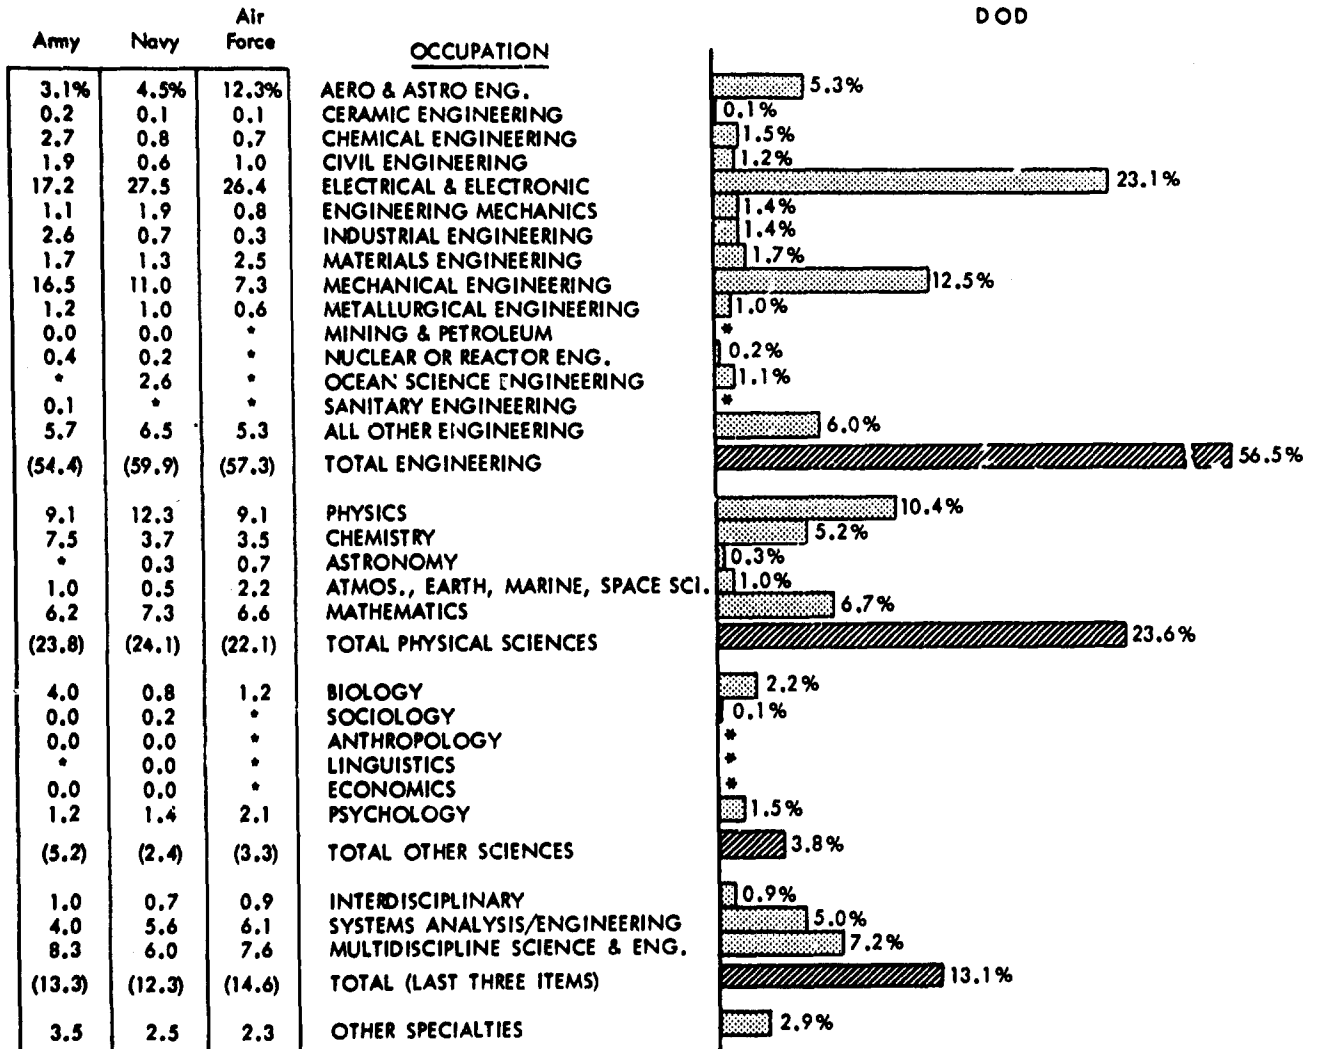 Army Navy Air Force OCCUPATION DOD
3.1% 4.5% 12.3% AERO & ASTRO ENG. 5.3%
0.2 0.1 0.1 CERAMIC ENGINEERING 0.1%
2.7 0.8 0.7 CHEMICAL ENGINEERING 1.5%
1.9 0.6 1.0 CIVIL ENGINEERING 1.2%
17.2 27.5 26.4 ELECTRICAL & ELECTRONIC 23.1%
1.1 1.9 0.8 ENGINEERING MECHANICS 1.4%
2.6 0.7 0.3 INDUSTRIAL ENGINEERING 1.4%
1.7 1.3 2.5 MATERIALS ENGINEERING 1.7%
16.5 11.0 7.3 MECHANICAL ENGINEERING 12.5%
1.2 1.0 0.6 METALLURGICAL ENGINEERING 1.0%
0.0 0.0 * MINING & PETROLEUM *
0.4 0.2 * NUCLEAR OR REACTOR ENG. 0.2%
* 2.6 * OCEAN SCIENCE ENGINEERING 1.1%
0.1 * * SANITARY ENGINEERING *
5.7 6.5 5.3 ALL OTHER ENGINEERING 6.0%
(54.4) (59.9) (57.3) TOTAL ENGINEERING 56.5%
9.1 12.3 9.1 PHYSICS 10.4%
7.5 3.7 3.5 CHEMISTRY 5.2%
* 0.3 0.7 ASTRONOMY 0.3%
1.0 0.5 2.2 ATMOS., EARTH, MARINE, SPACE SCI. 1.0%
6.2 7.3 6.6 MATHEMATICS 6.7%
(23.8) (24.1) (22.1) TOTAL PHYSICAL SCIENCES 23.6%
4.0 0.8 1.2 BIOLOGY 2.2%
0.0 0.2 * SOCIOLOGY 0.1%
0.0 0.0 * ANTHROPOLOGY *
* 0.0 * LINGUISTICS *
0.0 0.0 * ECONOMICS *
1.2 1.4 2.1 PSYCHOLOGY 1.5%
(5.2) (2.4) (3.3) TOTAL OTHER SCIENCES 3.8%
1.0 0.7 0.9 INTERDISCIPLINARY 0.9%
4.0 5.6 6.1 SYSTEMS ANALYSIS/ENGINEERING 5.0%
8.3 6.0 7.6 MULTIDISCIPLINE SCIENCE & ENG. 7.2%
(13.3) (12.3) (14.6) TOTAL (LAST THREE ITEMS) 13.1%
3.5 2.5 2.3 OTHER SPECIALTIES 2.9%